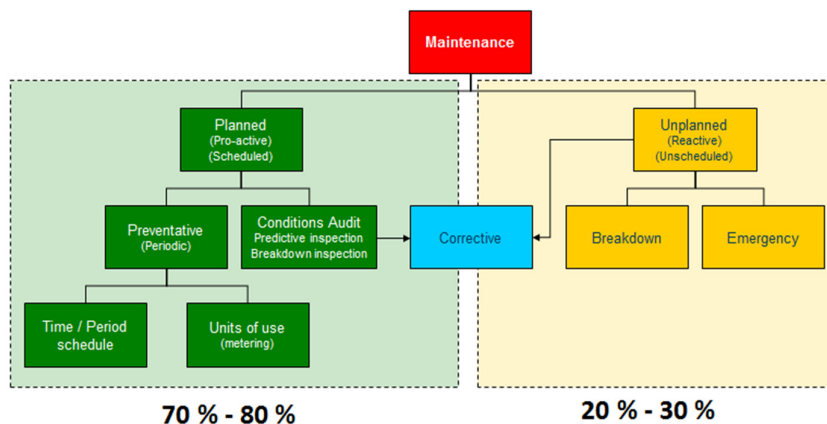 Maintenance
Planned
(Pro-active)
(Scheduled)
Unplanned
(Reactive)
(Unscheduled)
Preventative
(Periodic)
Conditions Audit
Predictive inspection
Breakdown inspection
Corrective
Breakdown
Emergency
Time / Period
schedule
Units of use
(metering)
70 % - 80 %
20 % - 30 %